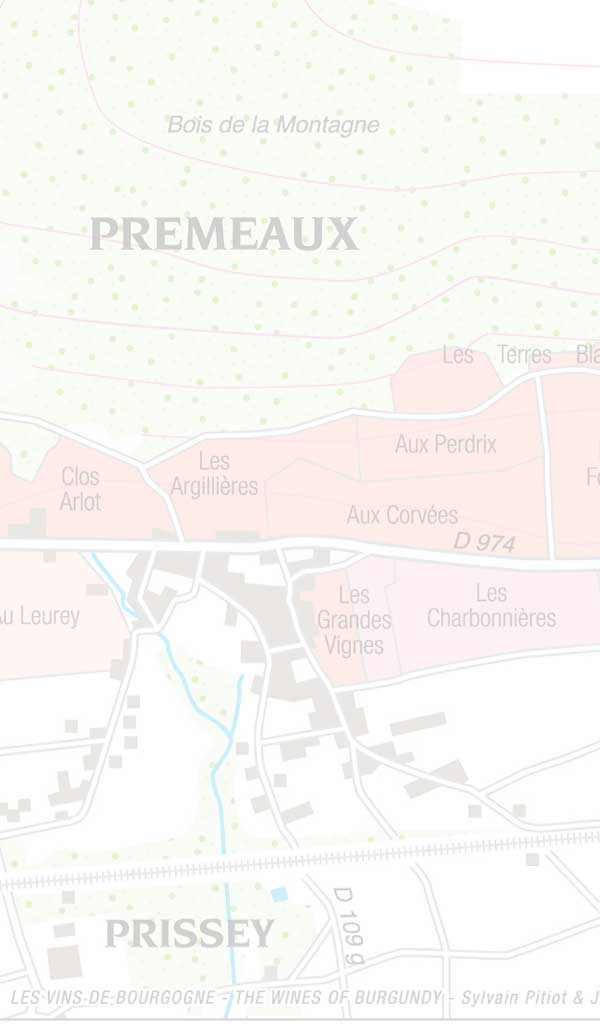 Bois de la Montagne
PREMEAUX
Les Terres
Aux Perdrix
Les
Argillières
Clos
Arlot
Aux Corvées
D 974
Les
Charbonnières
Les
Grandes
Vignes
Leurey
D 109 g
PRISSEY
LES VINS DE BOURGOGNE - THE WINES OF BURGUNDY - Sylvain Pitiot &